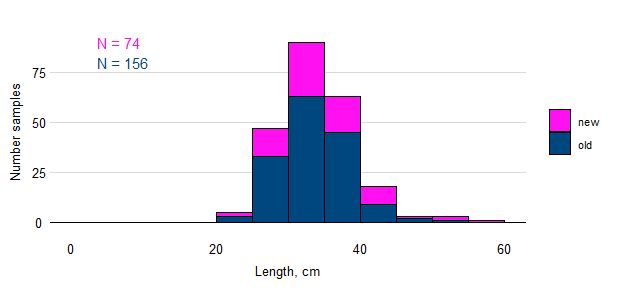 N = 74
N = 156
75
50
25
0
Number samples
0 20 40 60
Length, cm
new
old